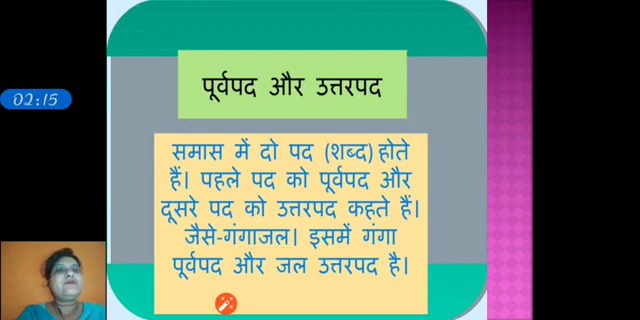 पूर्वपद और उत्तरपद
02:15
समास में दो पद (शब्द) होते
हैं। पहले पद को पूर्वपद और
दूसरे पद को उत्तरपद कहते हैं।
जैसे-गंगाजल। इसमें गंगा
पूर्वपद और जल उत्तरपद है।